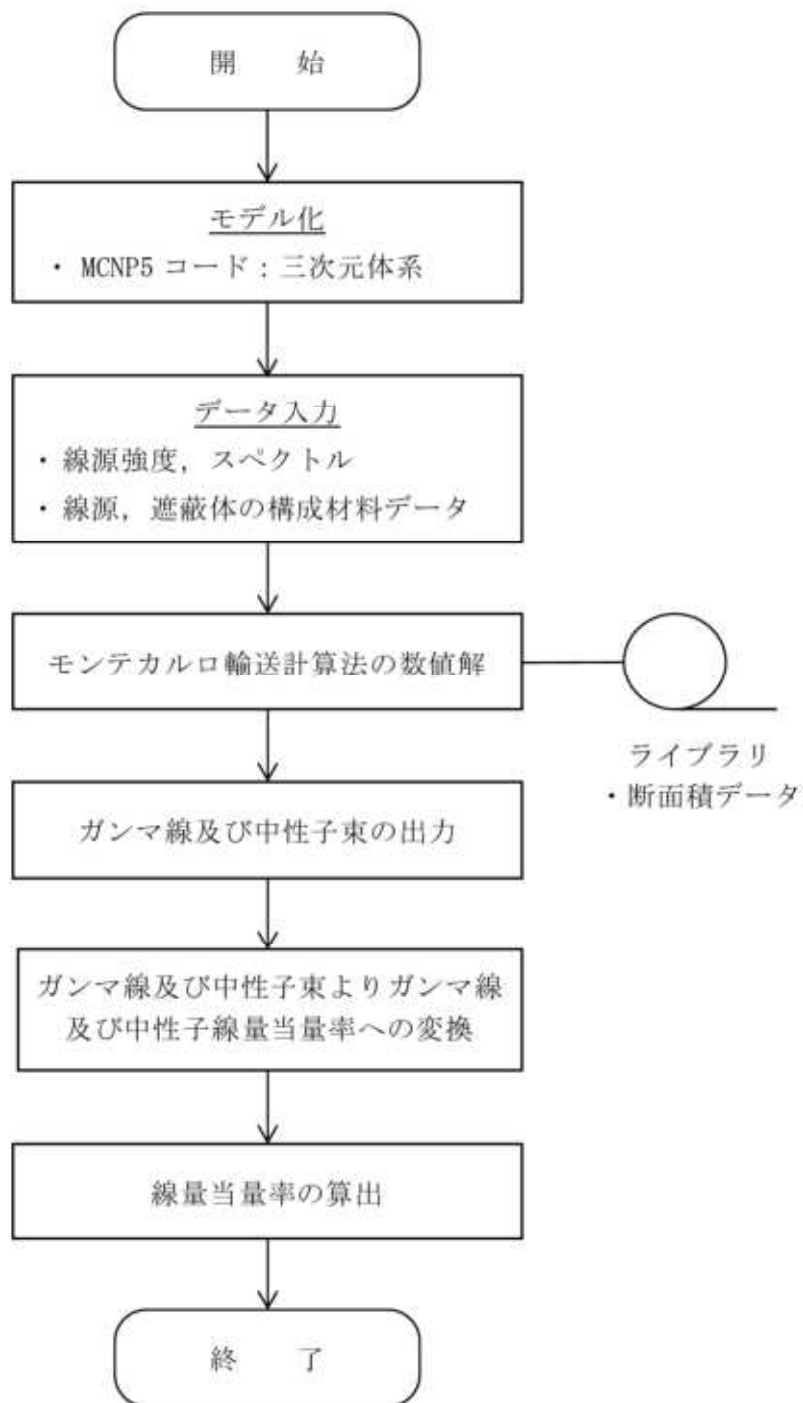 開　始
モデル化
・ MCNP5 コード：三次元体系
データ入力
・線源強度，スペクトル
・線源，遮蔽体の構成材料データ
モンテカルロ輸送計算法の数値解
ライブラリ
・断面積データ
ガンマ線及び中性子束の出力
ガンマ線及び中性子束よりガンマ線
及び中性子線量当量率への変換
線量当量率の算出
終　了